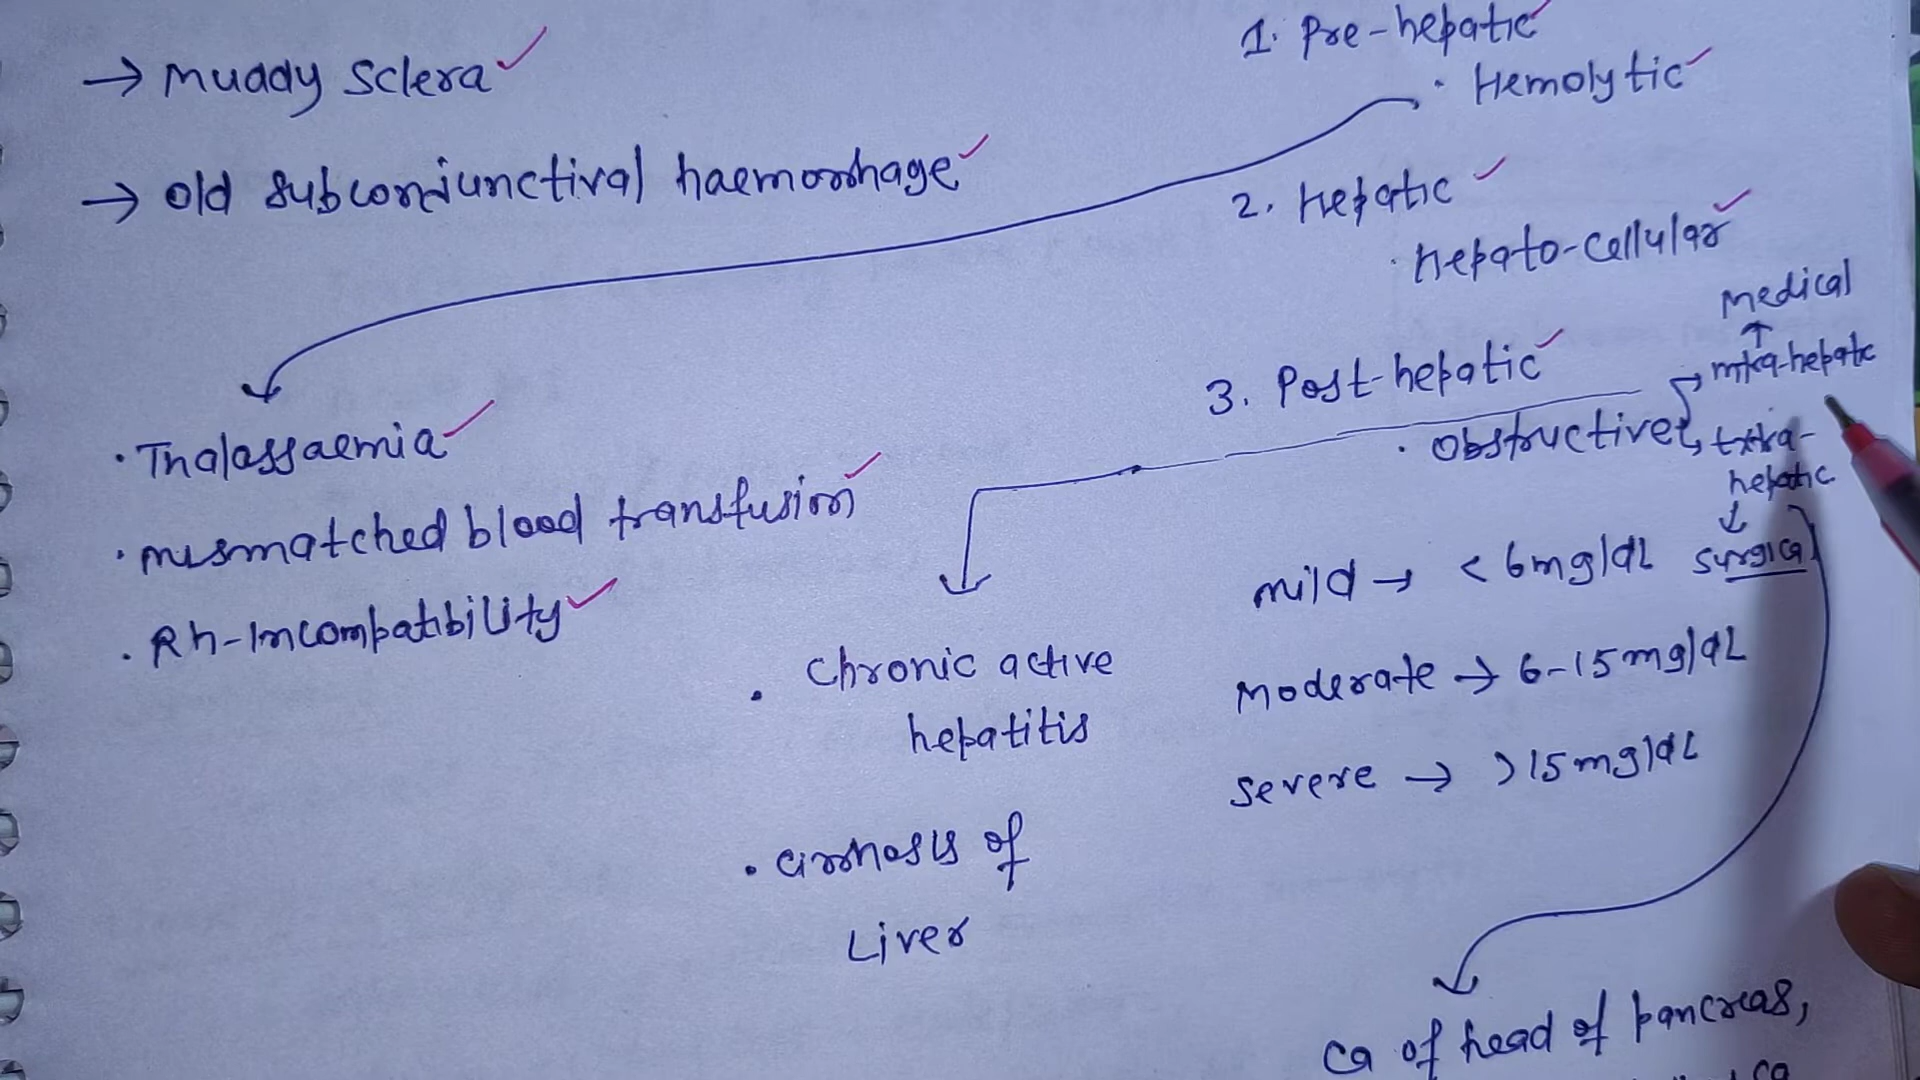 → Muddy Sclera
→ old subconjunctival haemorrhage
1. Pre-hepatic
• Hemolytic
2. Hepatic
• Hepato-cellular
3. Post-hepatic
• Obstructive
Intra-hepatic
↑
Medical
Extra-
hepatic
↓
Surgical
• Thalassaemia
• mismatched blood transfusion
• Rh-Incompatibility
• Chronic active
hepatitis
• Cirrhosis of
Liver
mild → < 6mg/dL
Moderate → 6-15mg/dL
Severe → >15mg/dL
Ca of head of pancreas,
Ca